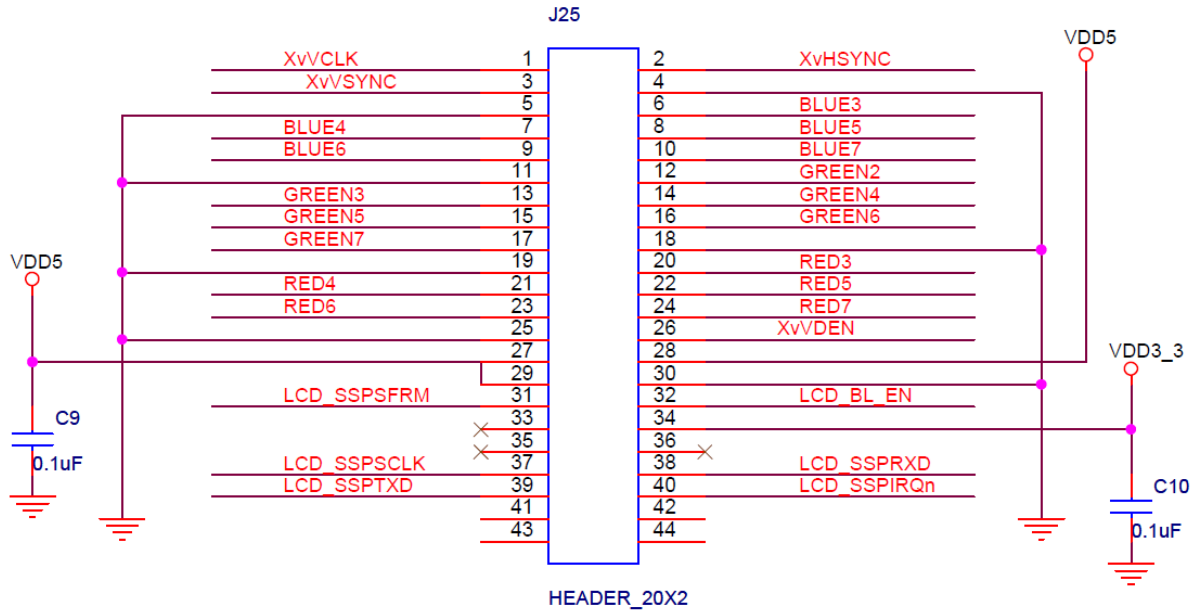 J25
XvVCLK 1 2 XvHSYNC
VDD5
XvVSYNC 3 4
5 6 BLUE3
BLUE4 7 8 BLUE5
BLUE6 9 10 BLUE7
11 12 GREEN2
GREEN3 13 14 GREEN4
GREEN5 15 16 GREEN6
GREEN7 17 18
VDD5 19 20 RED3
RED4 21 22 RED5
RED6 23 24 RED7
25 26 XvVDEN
27 28 VDD3_3
29 30
LCD_SSPSFRM 31 32 LCD_BL_EN
C9 33 34
35 36
0.1uF LCD_SSPSCLK 37 38 LCD_SSPRXD
LCD_SSPTXD 39 40 LCD_SSPIRQn C10
41 42
43 44 0.1uF
HEADER_20X2